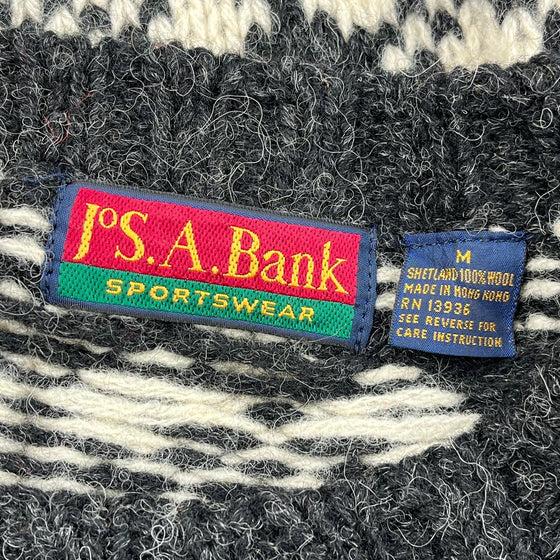 JoS. A. Bank
SPORTSWEAR
M
SHETLAND 100% WOOL
MADE IN HONG KONG
RN 13936
SEE REVERSE FOR
CARE INSTRUCTION